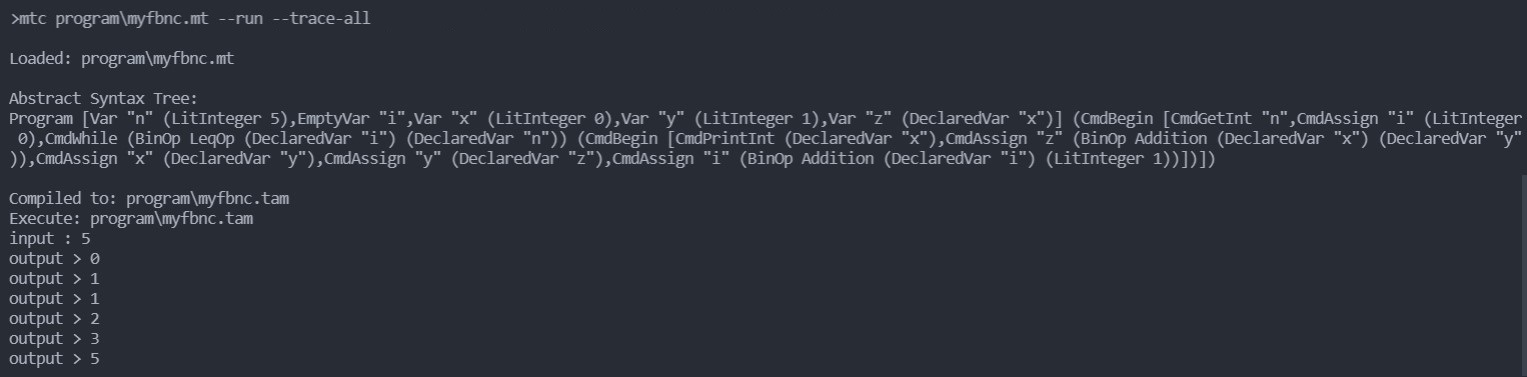 >mtc program\myfbnc.mt --run --trace-all
Loaded: program\myfbnc.mt
Abstract Syntax Tree:
Program [Var "n" (LitInteger 5),EmptyVar "i",Var "x" (LitInteger 0),Var "y" (LitInteger 1),Var "z" (DeclaredVar "x")] (CmdBegin [CmdGetInt "n",CmdAssign "i" (LitInteger
0),CmdWhile (BinOp LeqOp (DeclaredVar "i") (DeclaredVar "n")) (CmdBegin [CmdPrintInt (DeclaredVar "x"),CmdAssign "z" (BinOp Addition (DeclaredVar "x") (DeclaredVar "y"
)),CmdAssign "x" (DeclaredVar "y"),CmdAssign "y" (DeclaredVar "z"),CmdAssign "i" (BinOp Addition (DeclaredVar "i") (LitInteger 1))])])
Compiled to: program\myfbnc.tam
Execute: program\myfbnc.tam
input : 5
output > 0
output > 1
output > 1
output > 2
output > 3
output > 5